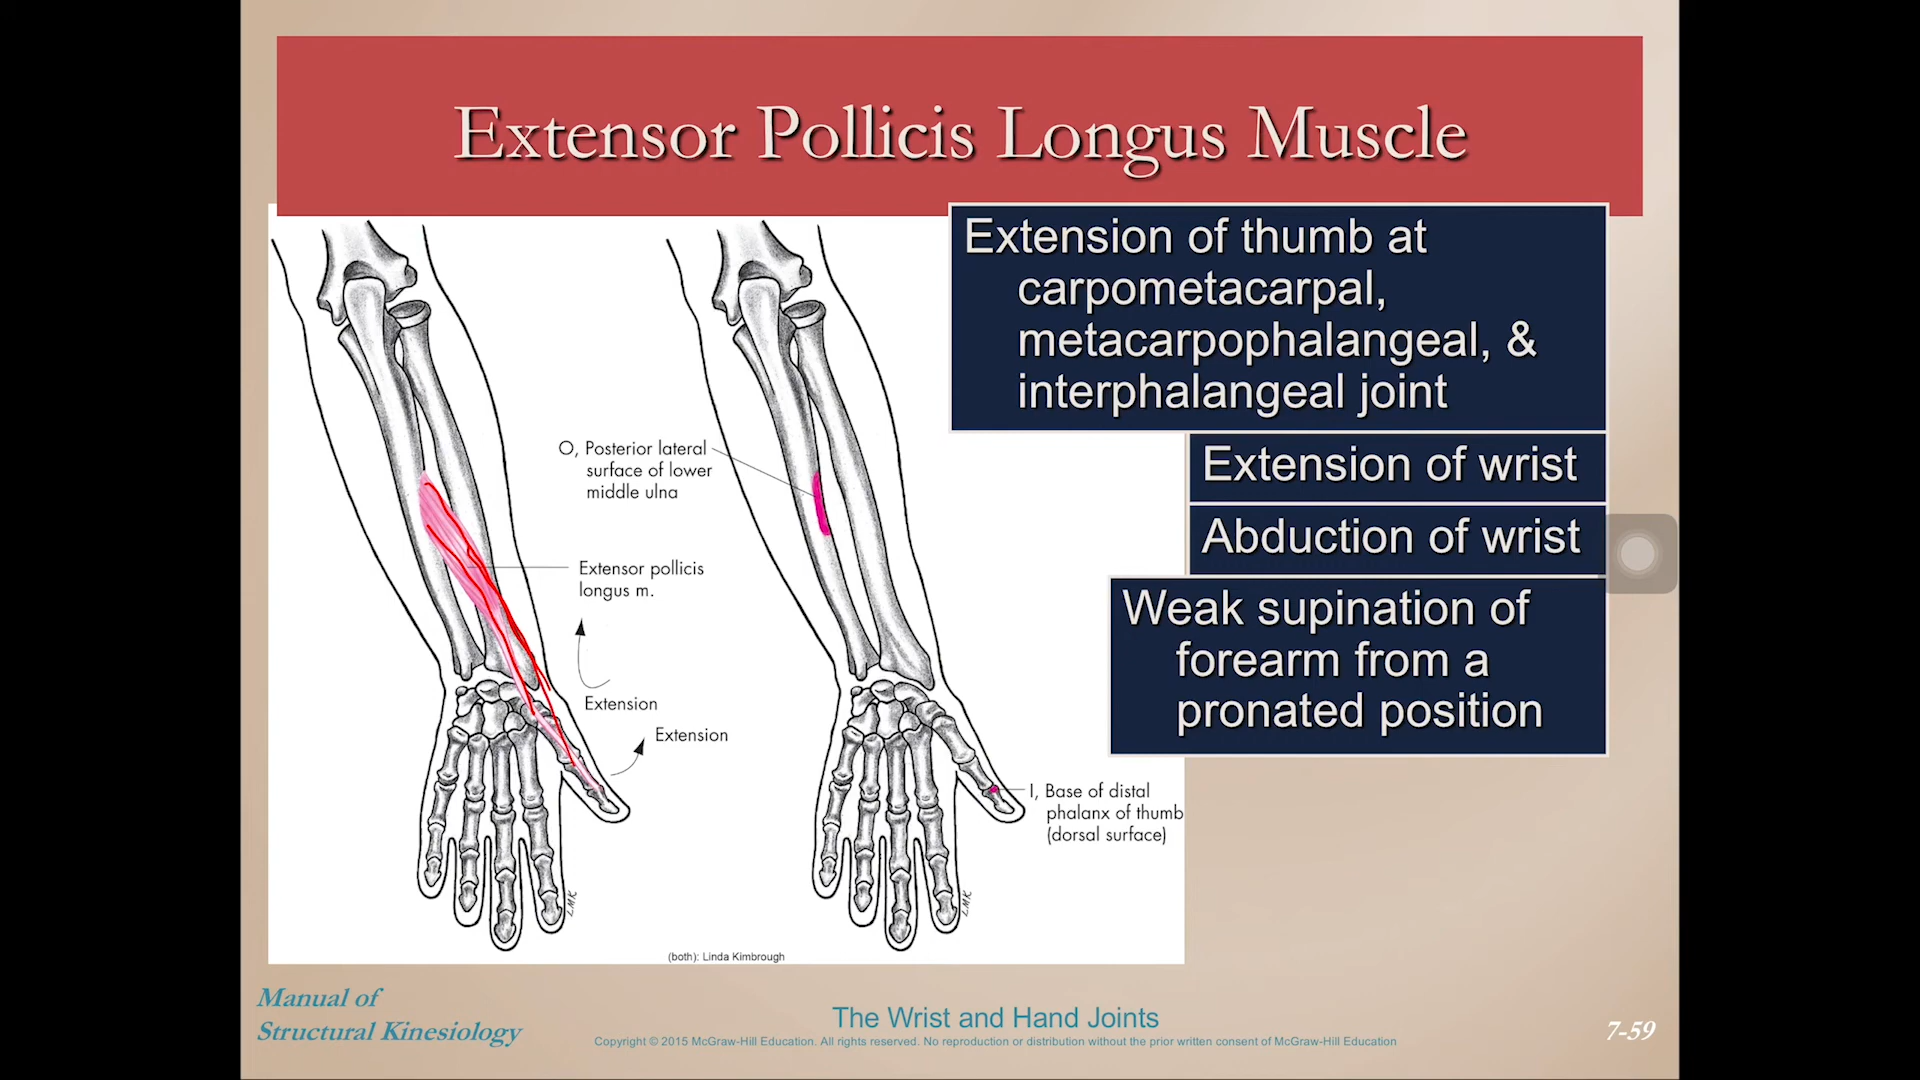 Extensor Pollicis Longus Muscle
Extension of thumb at
carpometacarpal,
metacarpophalangeal, &
interphalangeal joint
Extension of wrist
Abduction of wrist
Weak supination of
forearm from a
pronated position
O, Posterior lateral
surface of lower
middle ulna
Extensor pollicis
longus m.
Extension
Extension
I, Base of distal
phalanx of thumb
(dorsal surface)
LMK
LMK
(both): Linda Kimbrough
Manual of
Structural Kinesiology
The Wrist and Hand Joints
Copyright © 2015 McGraw-Hill Education. All rights reserved. No reproduction or distribution without the prior written consent of McGraw-Hill Education
7-59